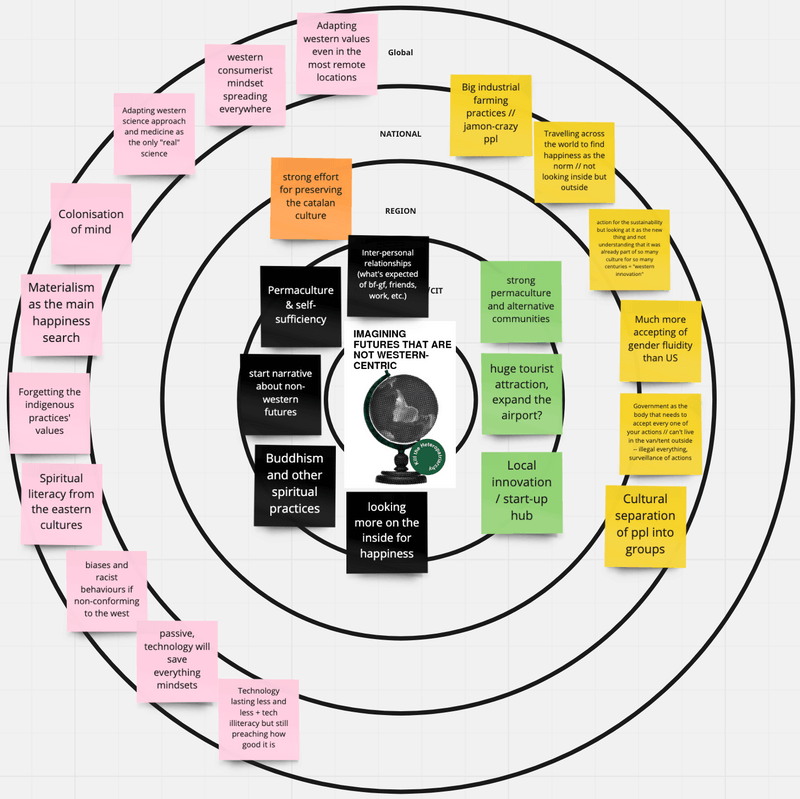 Adapting
western values
even in the
most remote
locations
Global
western
consumerist
mindset
spreading
everywhere
Big industrial
farming
practices //
jamon-crazy
ppl
Adapting western
science approach
and medicine as
the only "real"
science
NATIONAL
Travelling across
the world to find
happiness as the
norm // not
looking inside but
outside
strong effort
for preserving
the catalan
culture
Colonisation
of mind
REGION
action for the sustainability
but looking at it as the new
thing and not
understanding that it was
already part of so many
culture for so many
centuries = "western
innovation"
Inter-personal
relationships
(what's expected
of bf-gf, friends,
work, etc.)
/CIT
Permaculture
& self-
sufficiency
strong
permaculture
and alternative
communities
Materialism
as the main
happiness
search
Much more
accepting of
gender fluidity
than US
IMAGINING
FUTURES THAT ARE
NOT WESTERN-
CENTRIC
Kill the Heteropatriarchy
start narrative
about non-
western
futures
huge tourist
attraction,
expand the
airport?
Forgetting the
indigenous
practices'
values
Government as the
body that needs to
accept every one of
your actions // can't live
in the van/tent outside
-- illegal everything,
surveillance of actions
Buddhism
and other
spiritual
practices
Local
innovation
/ start-up
hub
Spiritual
literacy from
the eastern
cultures
Cultural
separation
of ppl into
groups
looking
more on the
inside for
happiness
biases and
racist
behaviours if
non-conforming
to the west
passive,
technology will
save
everything
mindsets
Technology
lasting less and
less + tech
illiteracy but still
preaching how
good it is